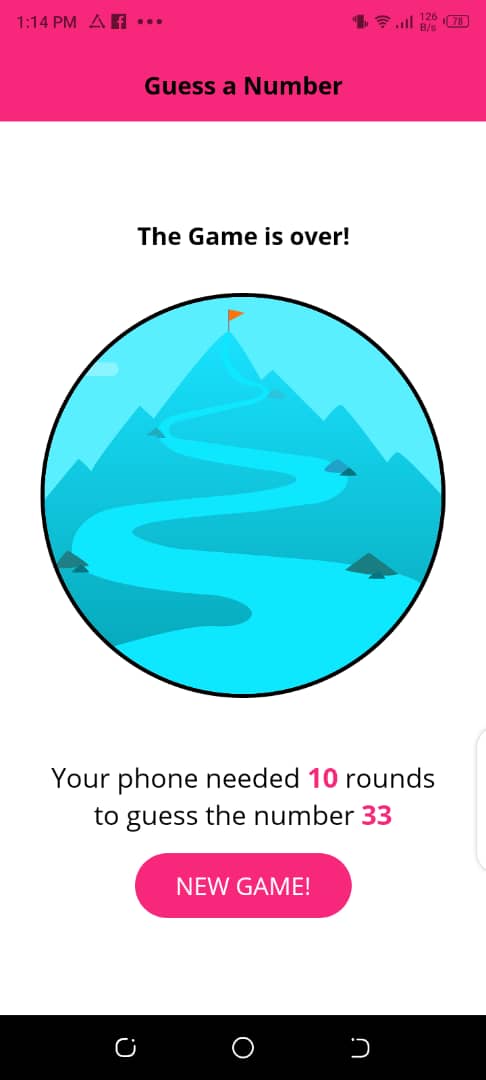 1:14 PM
126
B/s
78
Guess a Number
The Game is over!
Your phone needed 10 rounds
to guess the number 33
NEW GAME!